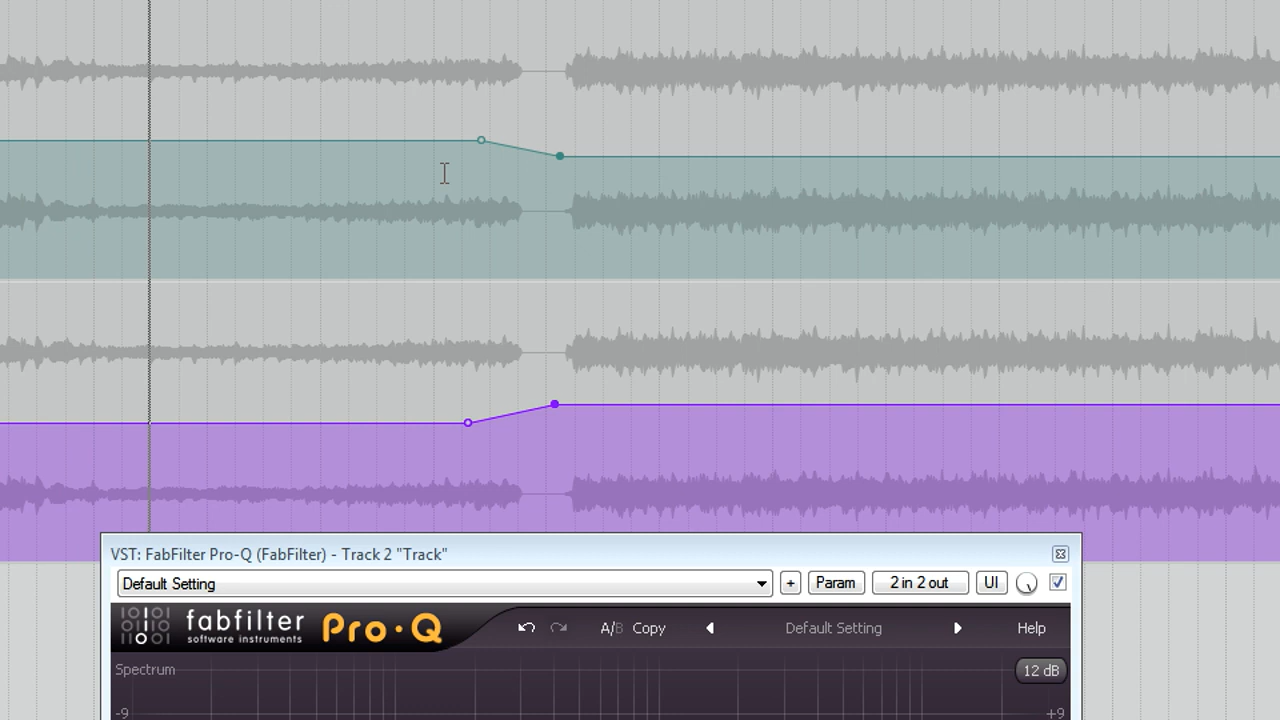 VST: FabFilter Pro-Q (FabFilter) - Track 2 "Track"
Default Setting + Param 2 in 2 out UI
fabfilter
software instruments
Pro·Q
A/B Copy Default Setting Help
Spectrum 12 dB
-9 +9